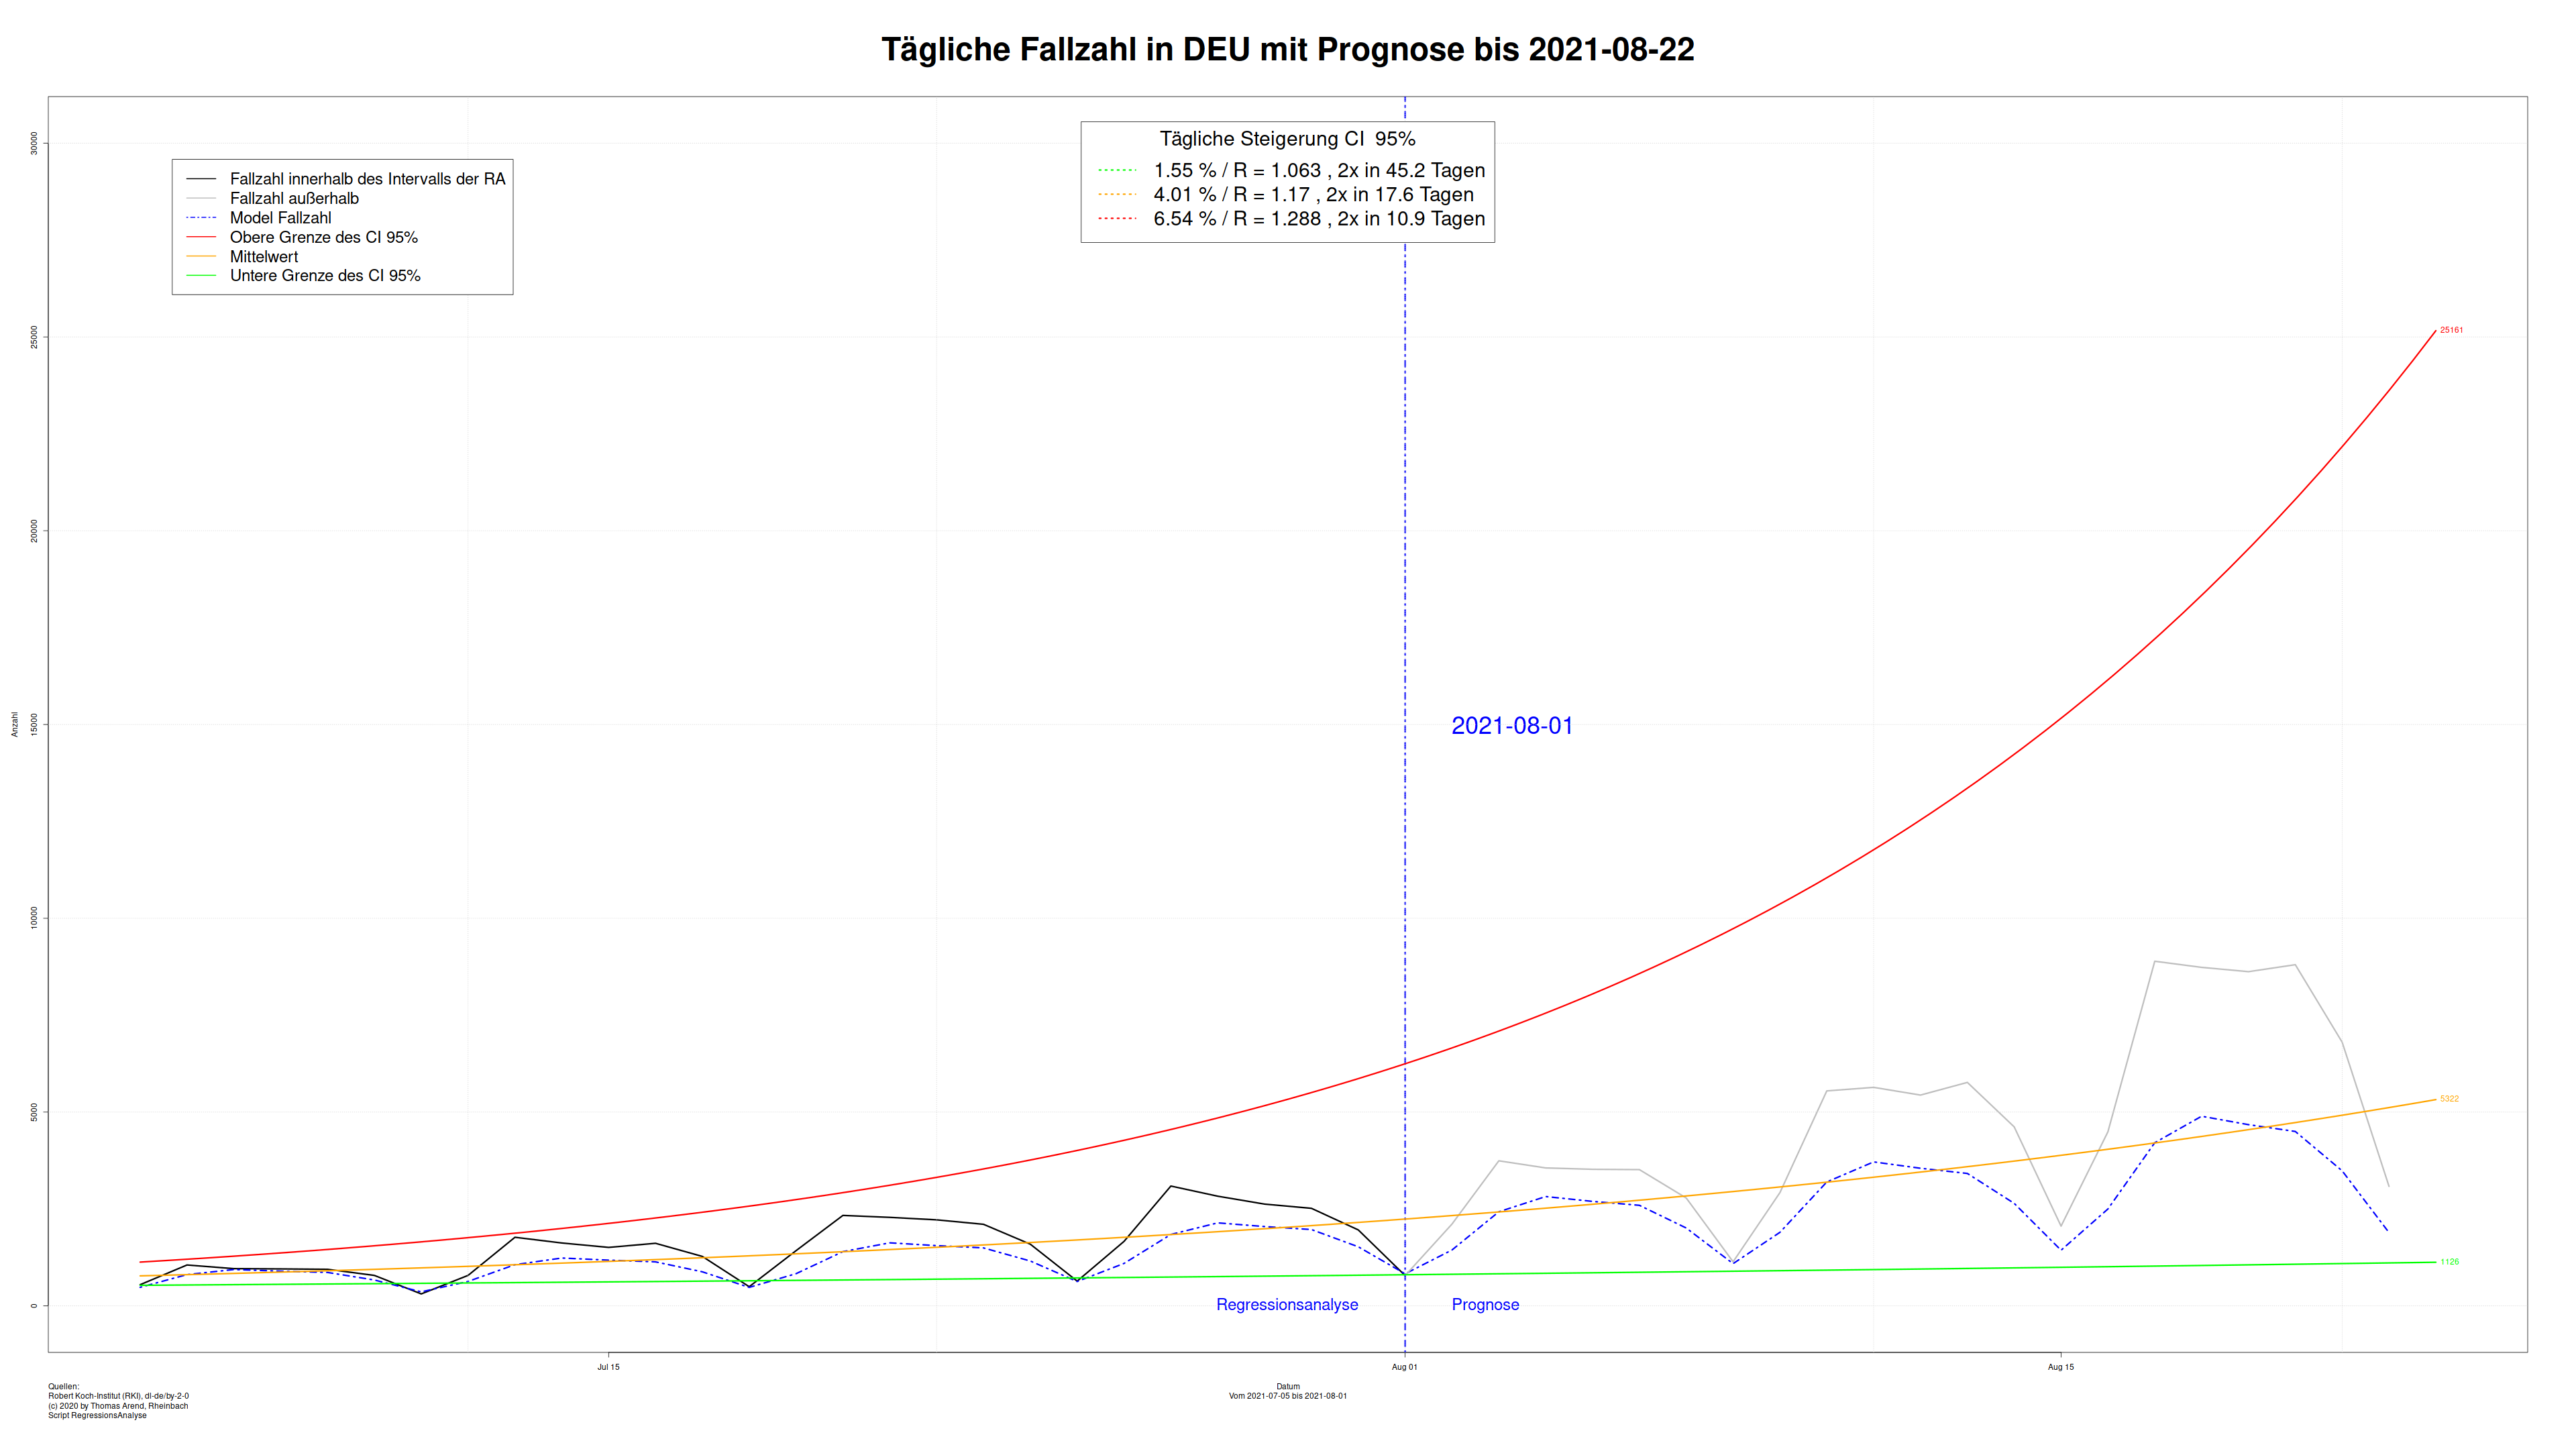 Tägliche Fallzahl in DEU mit Prognose bis 2021-08-22
Tägliche Steigerung CI  95%
1.55 % / R = 1.063 , 2x in 45.2 Tagen
4.01 % / R = 1.17 , 2x in 17.6 Tagen
6.54 % / R = 1.288 , 2x in 10.9 Tagen
Fallzahl innerhalb des Intervalls der RA
Fallzahl außerhalb
Model Fallzahl
Obere Grenze des CI 95%
Mittelwert
Untere Grenze des CI 95%
30000
25000
20000
15000
10000
5000
0
Anzahl
25161
2021-08-01
5322
1126
Regressionsanalyse
Prognose
Jul 15
Aug 01
Aug 15
Datum
Vom 2021-07-05 bis 2021-08-01
Quellen:
Robert Koch-Institut (RKI), dl-de/by-2-0
(c) 2020 by Thomas Arend, Rheinbach
Script RegressionsAnalyse